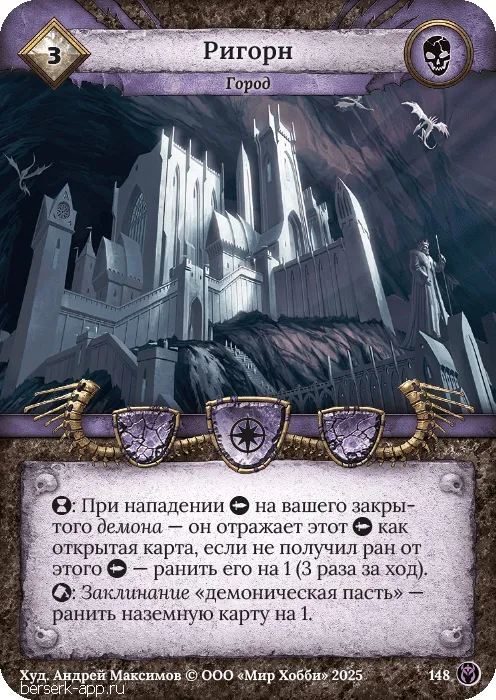 3
Ригорн
Город
: При нападении на вашего закры-
того демона — он отражает этот как
открытая карта, если не получил ран от
этого — ранить его на 1 (3 раза за ход).
: Заклинание «демоническая пасть» —
ранить наземную карту на 1.
Худ. Андрей Максимов © ООО «Мир Хобби» 2025
148
berserk-app.ru